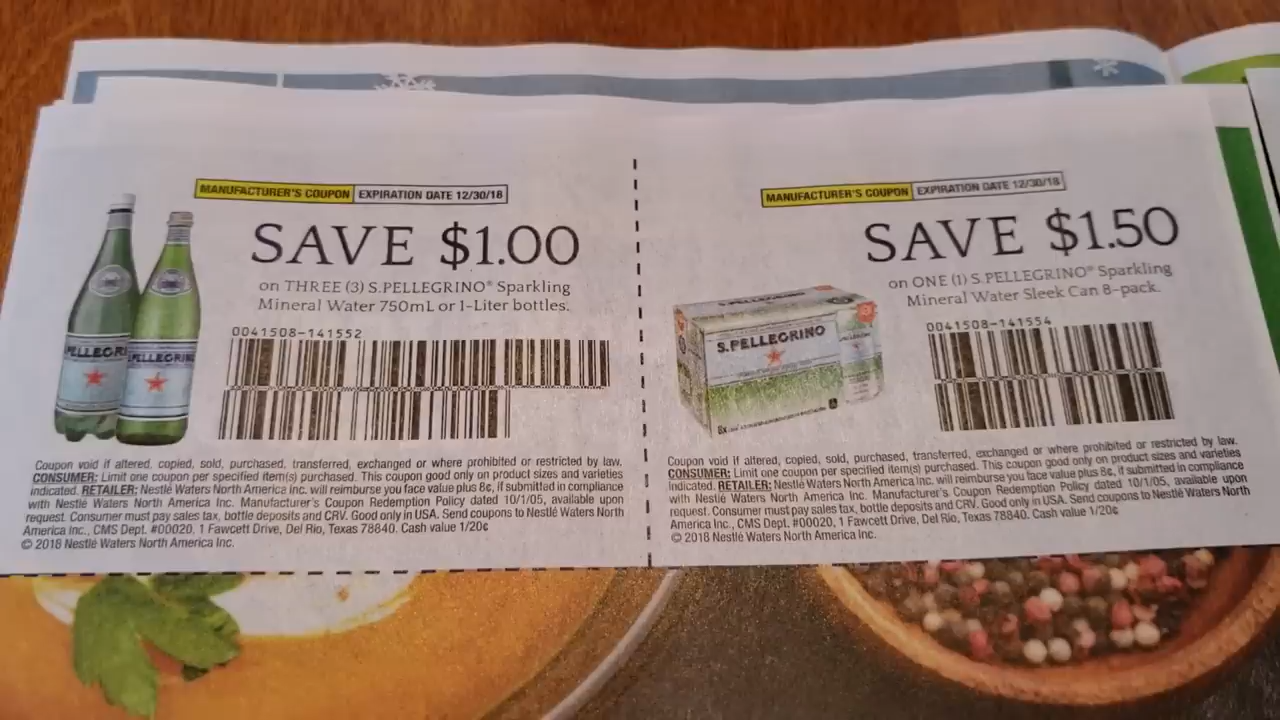 MANUFACTURER'S COUPON EXPIRATION DATE 12/30/18
SAVE $1.00
on THREE (3) S.PELLEGRINO® Sparkling
Mineral Water 750mL or 1-Liter bottles.
0041508-141552
S.PELLEGRINO
Coupon void if altered, copied, sold, purchased, transferred, exchanged or where prohibited or restricted by law.
CONSUMER: Limit one coupon per specified item(s) purchased. This coupon good only on product sizes and varieties
indicated. RETAILER: Nestlé Waters North America Inc. will reimburse you face value plus 8¢, if submitted in compliance
with Nestlé Waters North America Inc. Manufacturer's Coupon Redemption Policy dated 10/1/05, available upon
request. Consumer must pay sales tax, bottle deposits and CRV. Good only in USA. Send coupons to Nestlé Waters North
America Inc., CMS Dept. #00020, 1 Fawcett Drive, Del Rio, Texas 78840. Cash value 1/20¢
© 2018 Nestlé Waters North America Inc.
MANUFACTURER'S COUPON EXPIRATION DATE 12/30/18
SAVE $1.50
on ONE (1) S.PELLEGRINO® Sparkling
Mineral Water Sleek Can 8-pack.
0041508-141554
S.PELLEGRINO
S.PELLEGRINO
Coupon void if altered, copied, sold, purchased, transferred, exchanged or where prohibited or restricted by law.
CONSUMER: Limit one coupon per specified item(s) purchased. This coupon good only on product sizes and varieties
indicated. RETAILER: Nestlé Waters North America Inc. will reimburse you face value plus 8¢, if submitted in compliance
with Nestlé Waters North America Inc. Manufacturer's Coupon Redemption Policy dated 10/1/05, available upon
request. Consumer must pay sales tax, bottle deposits and CRV. Good only in USA. Send coupons to Nestlé Waters North
America Inc., CMS Dept. #00020, 1 Fawcett Drive, Del Rio, Texas 78840. Cash value 1/20¢
© 2018 Nestlé Waters North America Inc.